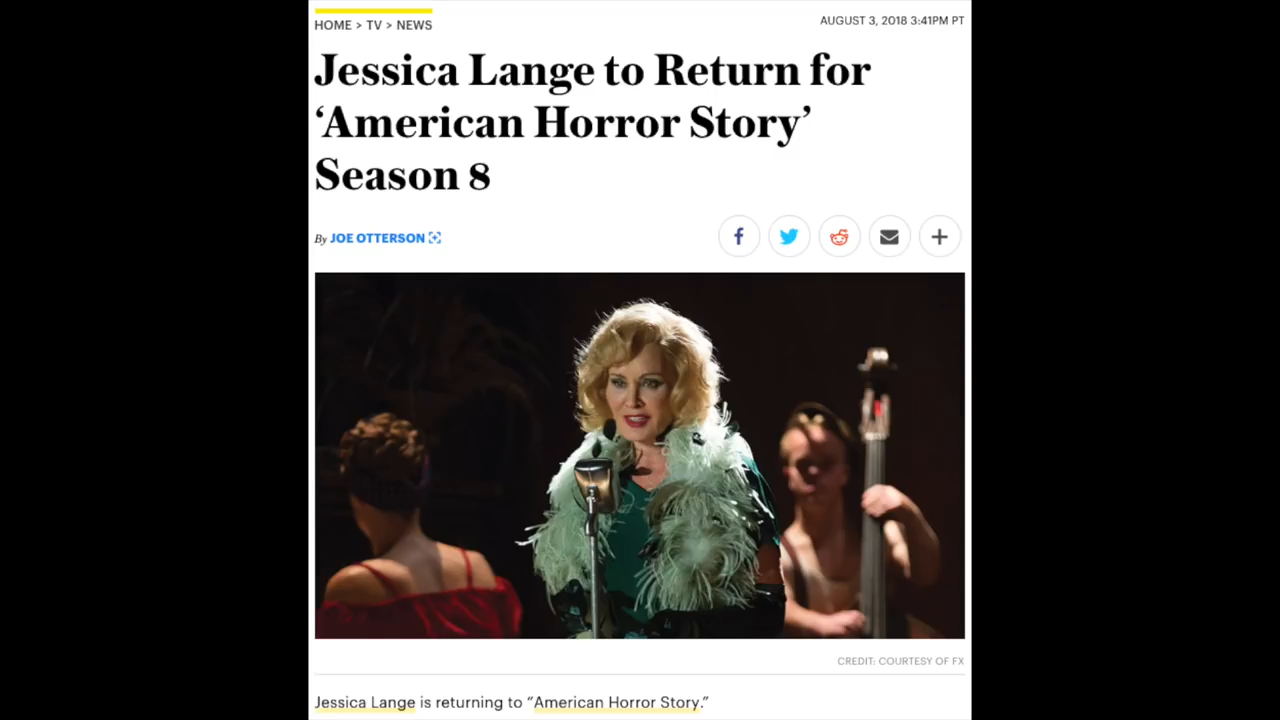 HOME > TV > NEWS
AUGUST 3, 2018 3:41PM PT
Jessica Lange to Return for
‘American Horror Story’
Season 8
By JOE OTTERSON
CREDIT: COURTESY OF FX
Jessica Lange is returning to “American Horror Story.”